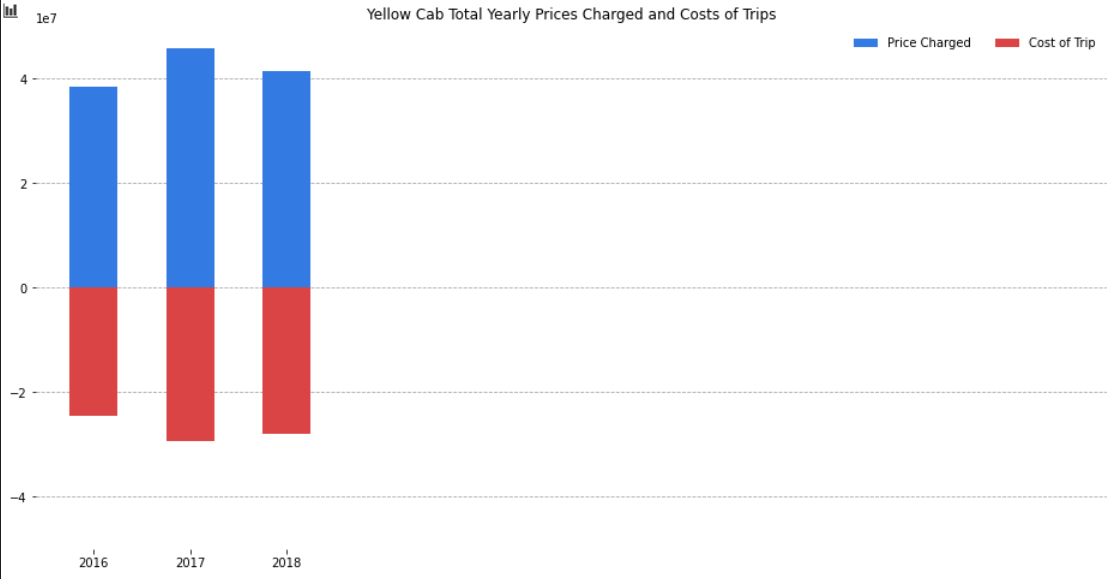 Yellow Cab Total Yearly Prices Charged and Costs of Trips
1e7
Price Charged Cost of Trip
4
2
0
−2
−4
2016 2017 2018